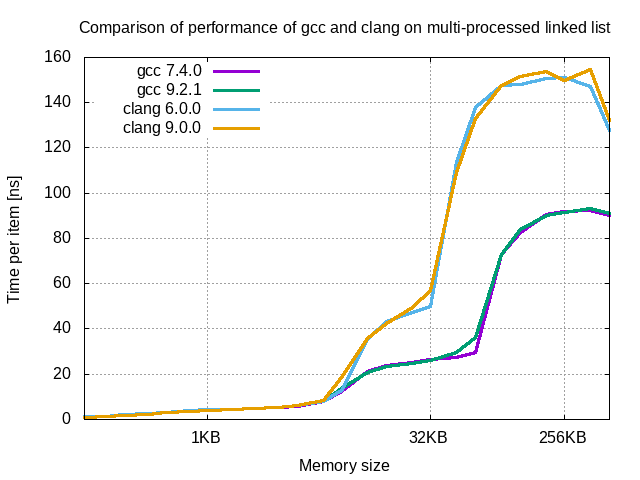 Comparison of performance of gcc and clang on multi-processed linked list
160
140
120
100
80
60
40
20
0
Time per item [ns]
gcc 7.4.0
gcc 9.2.1
clang 6.0.0
clang 9.0.0
1KB
32KB
256KB
Memory size